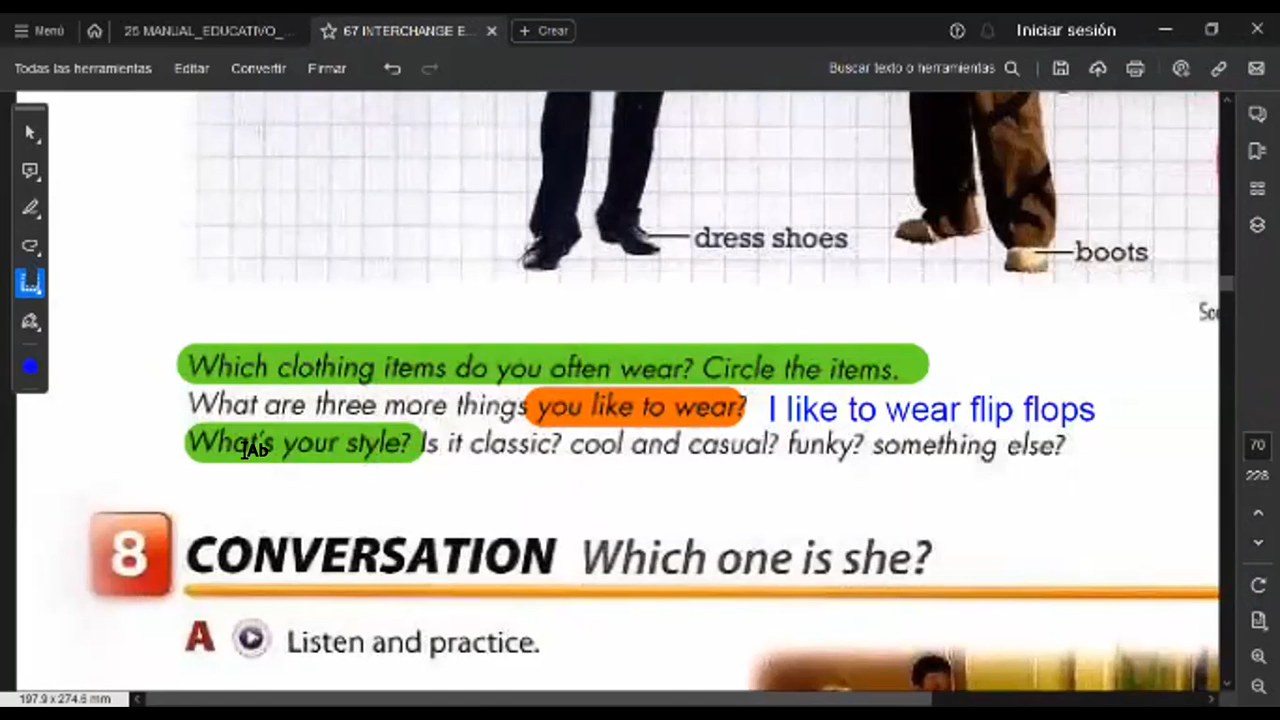 Menú
26 MANUAL_EDUCATIVO_...
67 INTERCHANGE E...
Crear
Iniciar sesión
Todas las herramientas
Editar
Convertir
Firmar
Buscar texto o herramientas
dress shoes
boots
Which clothing items do you often wear? Circle the items.
What are three more things you like to wear? I like to wear flip flops
What's your style? Is it classic? cool and casual? funky? something else?
70
228
8 CONVERSATION Which one is she?
A Listen and practice.
197.9 x 274.6 mm